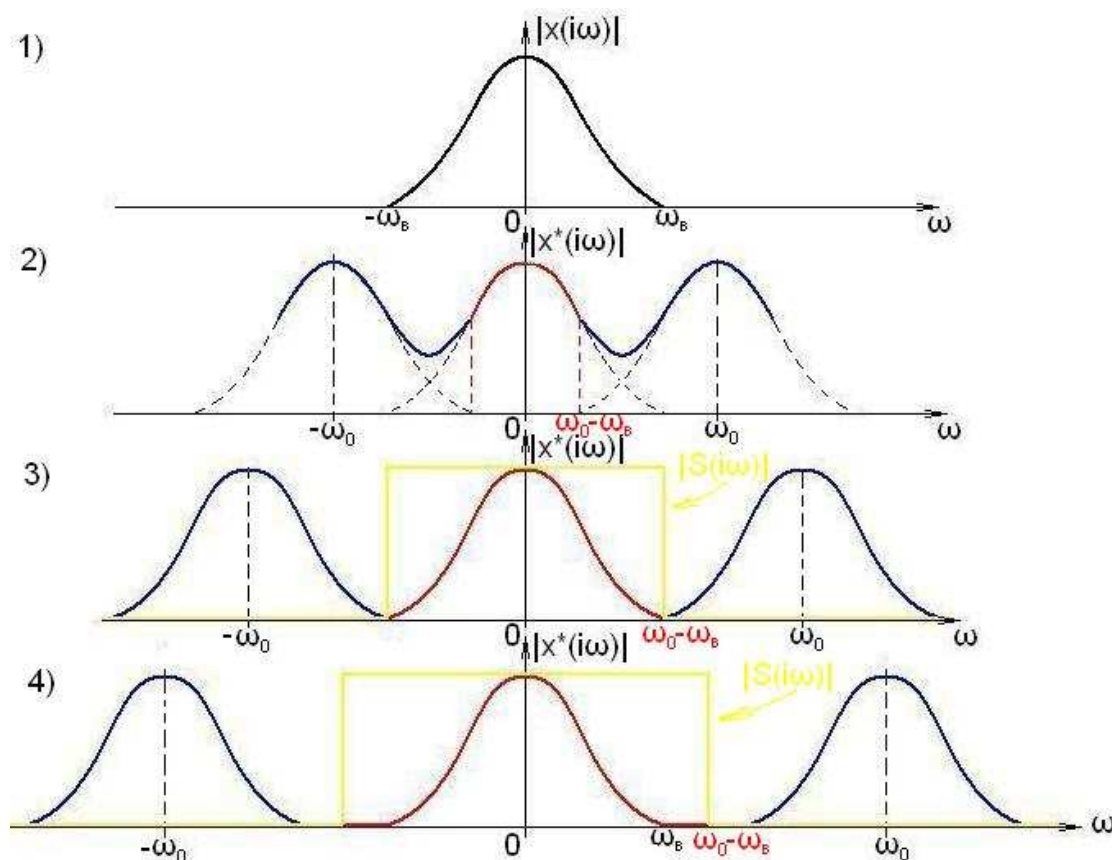 1)
|x(iω)|
-ωв
0
ωв
ω
2)
|x*(iω)|
-ω₀
0
ω₀-ωв
ω₀
ω
3)
|x*(iω)|
|S(iω)|
-ω₀
0
ω₀-ωв
ω₀
ω
4)
|x*(iω)|
|S(iω)|
-ω₀
0
ωв
ω₀-ωв
ω₀
ω